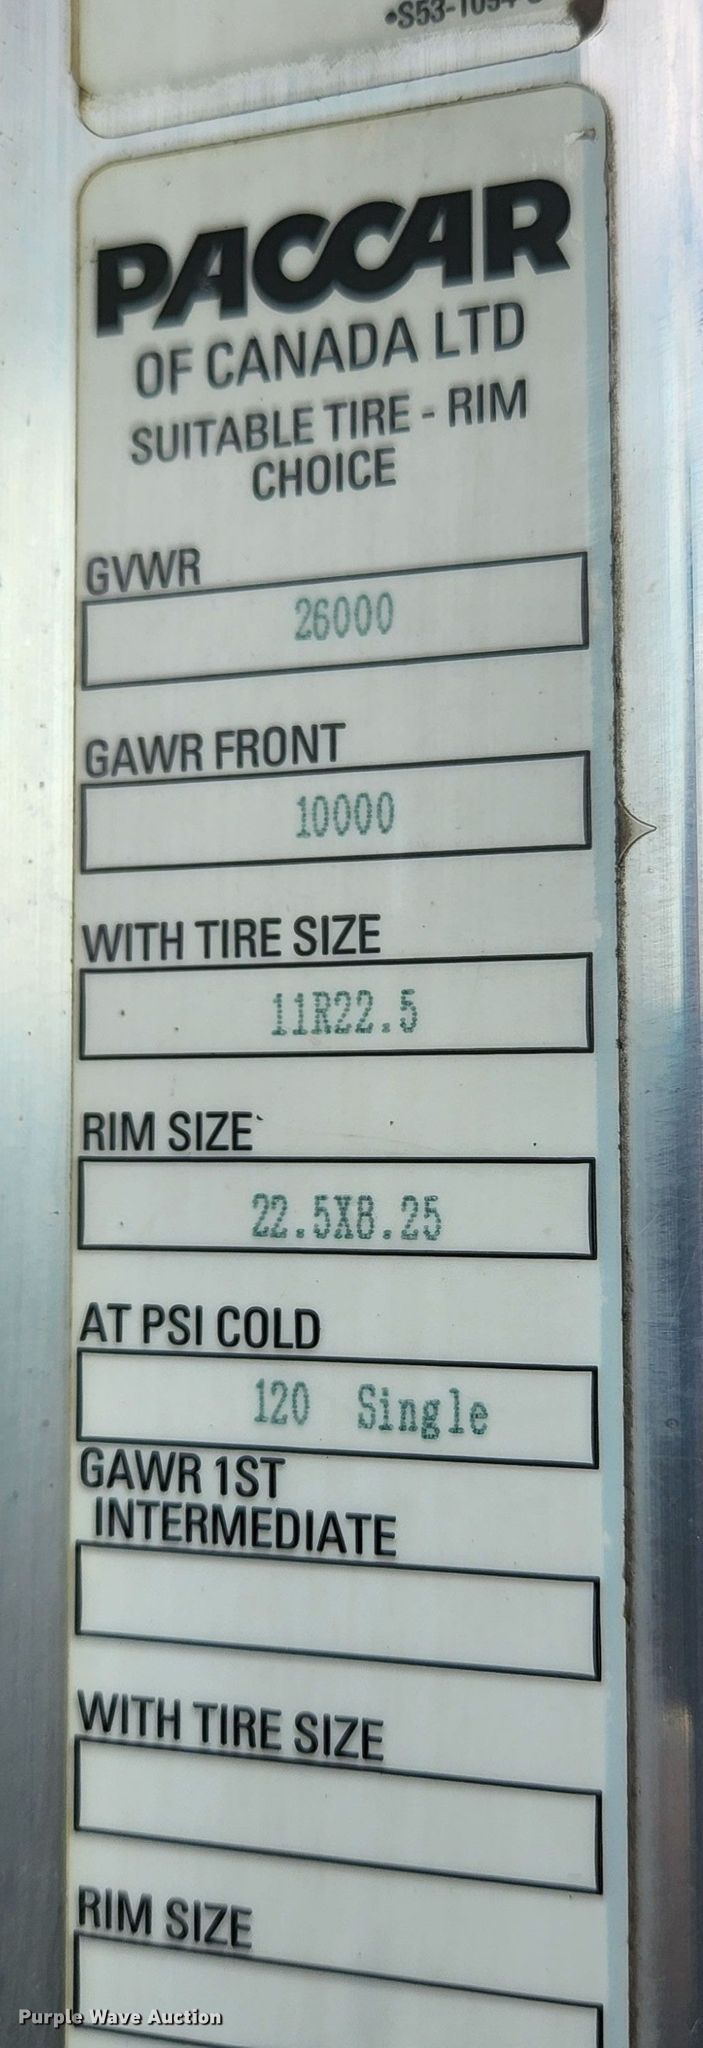 PACCAR
OF CANADA LTD
SUITABLE TIRE - RIM
CHOICE
GVWR
26000
GAWR FRONT
10000
WITH TIRE SIZE
11R22.5
RIM SIZE
22.5X8.25
AT PSI COLD
120 Single
GAWR 1ST
INTERMEDIATE
WITH TIRE SIZE
RIM SIZE
Purple Wave Auction